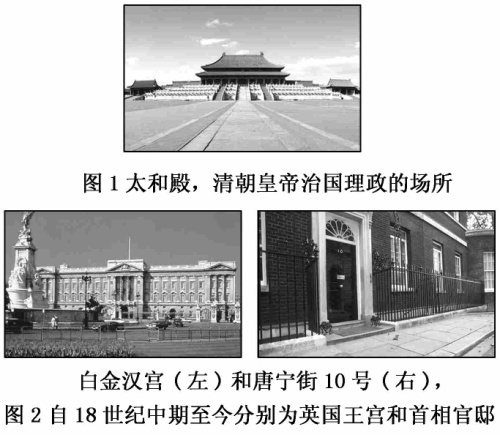 图1太和殿，清朝皇帝治国理政的场所
白金汉宫（左）和唐宁街10号（右），
图2自18世纪中期至今分别为英国王宫和首相官邸